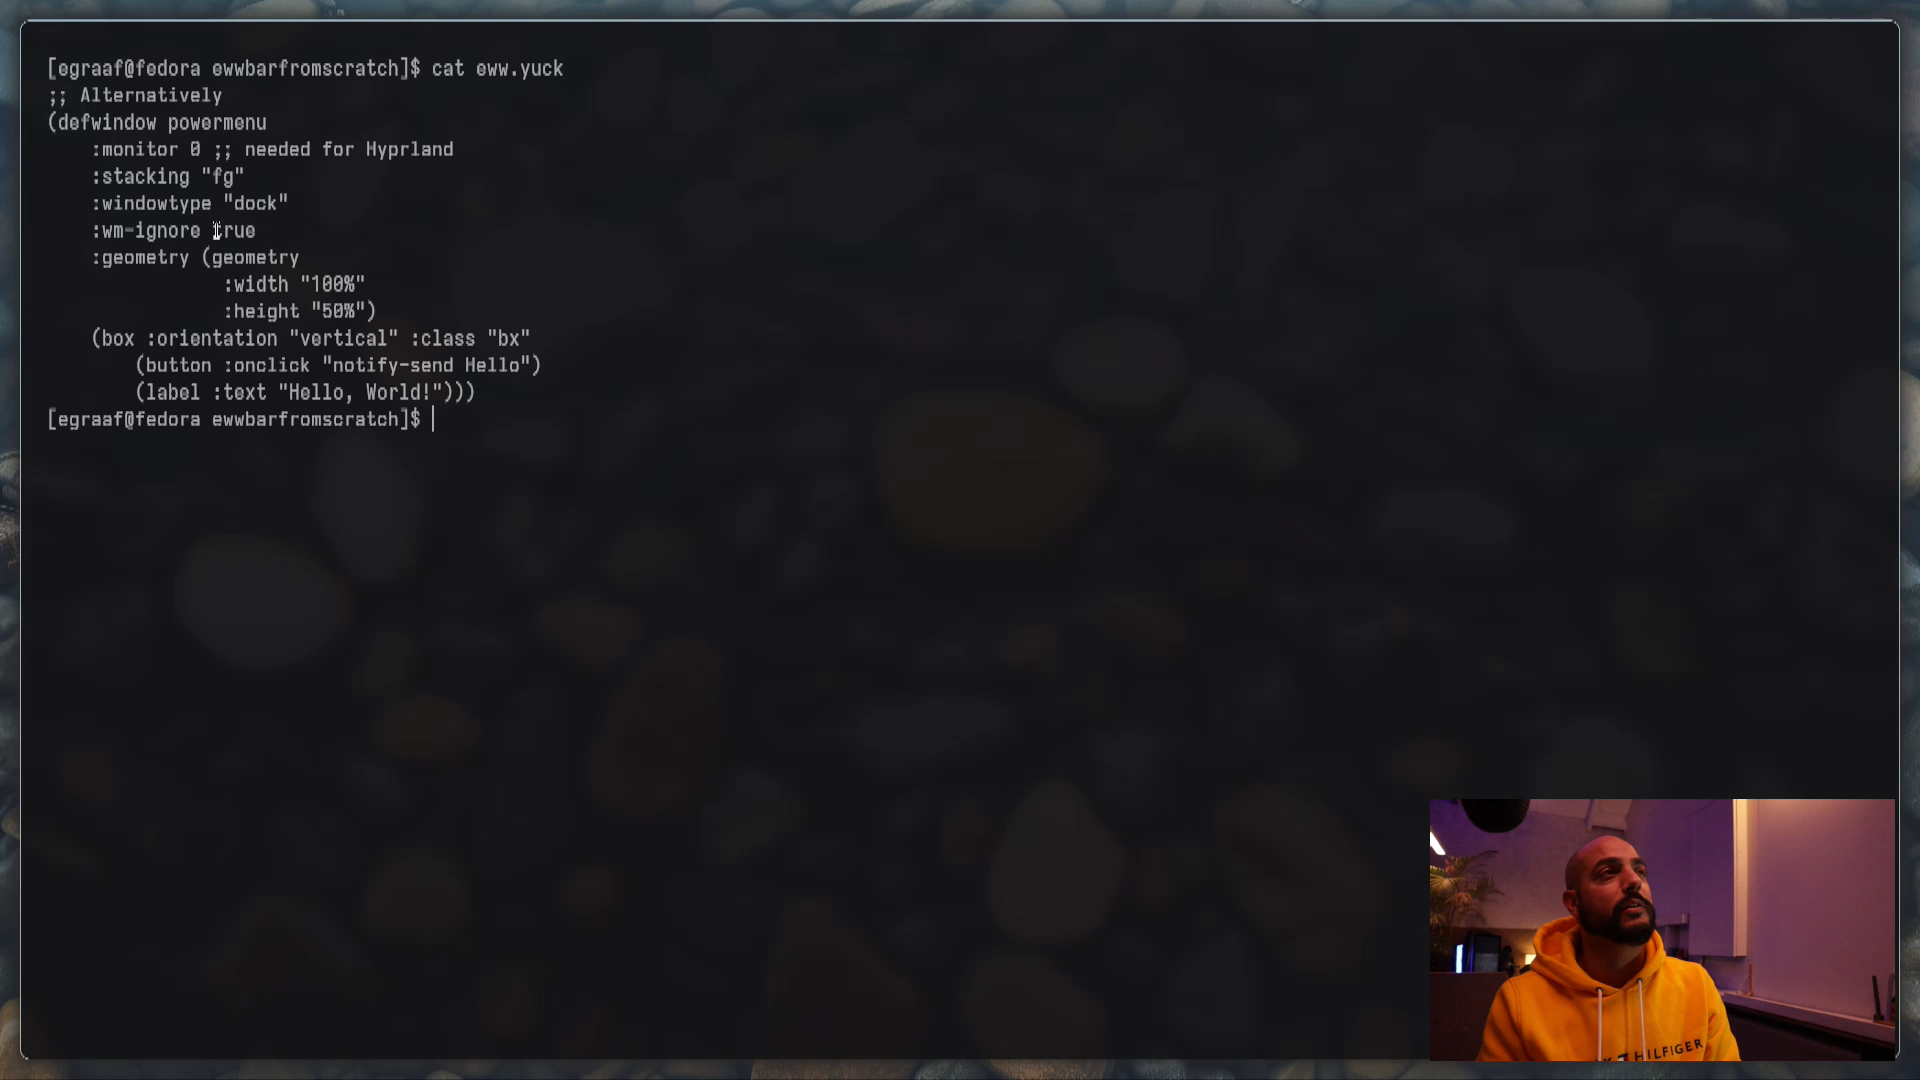 [egraaf@fedora ewwbarfromscratch]$ cat eww.yuck
;; Alternatively
(defwindow powermenu
    :monitor 0 ;; needed for Hyprland
    :stacking "fg"
    :windowtype "dock"
    :wm-ignore true
    :geometry (geometry
                :width "100%"
                :height "50%")
    (box :orientation "vertical" :class "bx"
        (button :onclick "notify-send Hello")
        (label :text "Hello, World!")))
[egraaf@fedora ewwbarfromscratch]$
HILFIGER